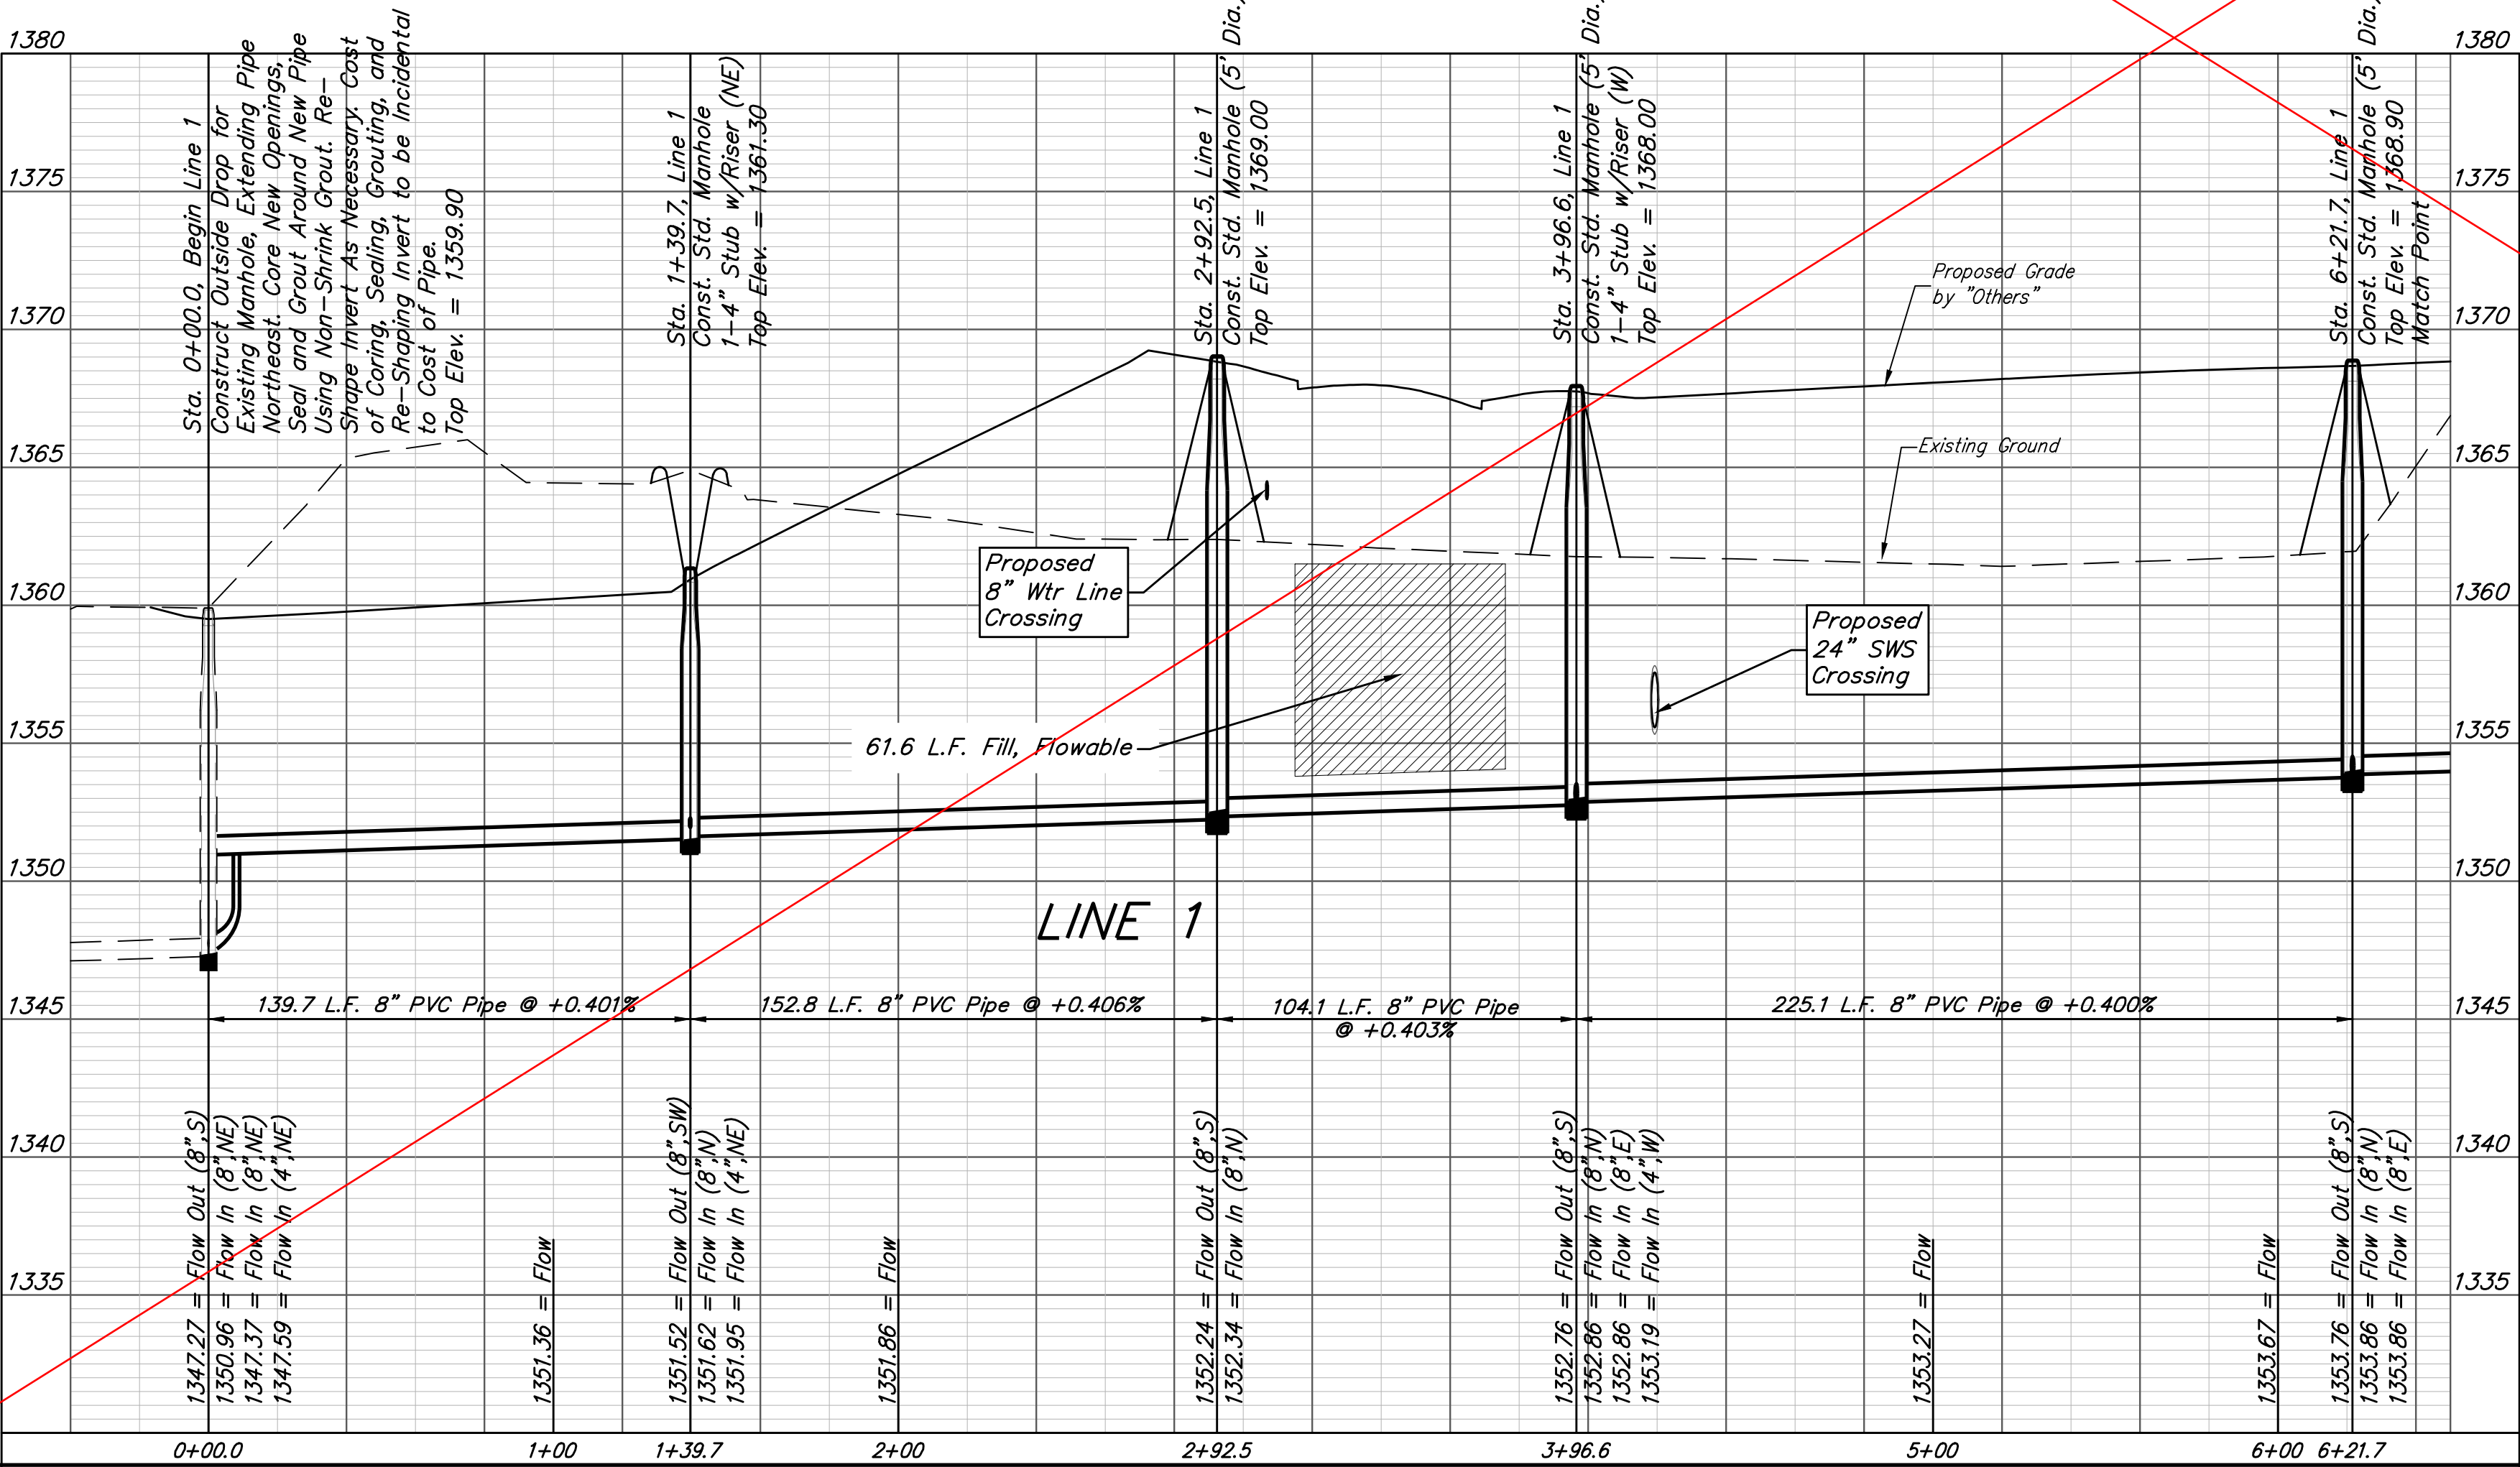 1380
1375
1370
1365
1360
1355
1350
1345
1340
1335
Sta. 0+00.0, Begin Line 1
Construct Outside Drop for
Existing Manhole, Extending Pipe
Northeast. Core New Openings,
Seal and Grout Around New Pipe
Using Non-Shrink Grout. Re-
Shape Invert As Necessary. Cost
of Coring, Sealing, Grouting, and
Re-Shaping Invert to be Incidental
to Cost of Pipe.
Top Elev. = 1359.90
Sta. 1+39.7, Line 1
Const. Std. Manhole
1-4" Stub w/Riser (NE)
Top Elev. = 1361.30
Sta. 2+92.5, Line 1
Const. Std. Manhole (5' Dia.)
Top Elev. = 1369.00
Sta. 3+96.6, Line 1
Const. Std. Manhole (5' Dia.)
1-4" Stub w/Riser (W)
Top Elev. = 1368.00
Sta. 6+21.7, Line 1
Const. Std. Manhole (5' Dia.)
Top Elev. = 1368.90
Match Point
Proposed Grade
by "Others"
Existing Ground
Proposed
8" Wtr Line
Crossing
Proposed
24" SWS
Crossing
61.6 L.F. Fill, Flowable
LINE 1
139.7 L.F. 8" PVC Pipe @ +0.401%
152.8 L.F. 8" PVC Pipe @ +0.406%
104.1 L.F. 8" PVC Pipe
@ +0.403%
225.1 L.F. 8" PVC Pipe @ +0.400%
1347.27 = Flow Out (8",S)
1350.96 = Flow In (8",NE)
1347.37 = Flow In (8",NE)
1347.59 = Flow In (4",NE)
1351.36 = Flow
1351.52 = Flow Out (8",SW)
1351.62 = Flow In (8",N)
1351.95 = Flow In (4",NE)
1351.86 = Flow
1352.24 = Flow Out (8",S)
1352.34 = Flow In (8",N)
1352.76 = Flow Out (8",S)
1352.86 = Flow In (8",N)
1352.86 = Flow In (8",E)
1353.19 = Flow In (4",W)
1353.27 = Flow
1353.67 = Flow
1353.76 = Flow Out (8",S)
1353.86 = Flow In (8",N)
1353.86 = Flow In (8",E)
1380
1375
1370
1365
1360
1355
1350
1345
1340
1335
0+00.0 1+00 1+39.7 2+00 2+92.5 3+96.6 5+00 6+00 6+21.7